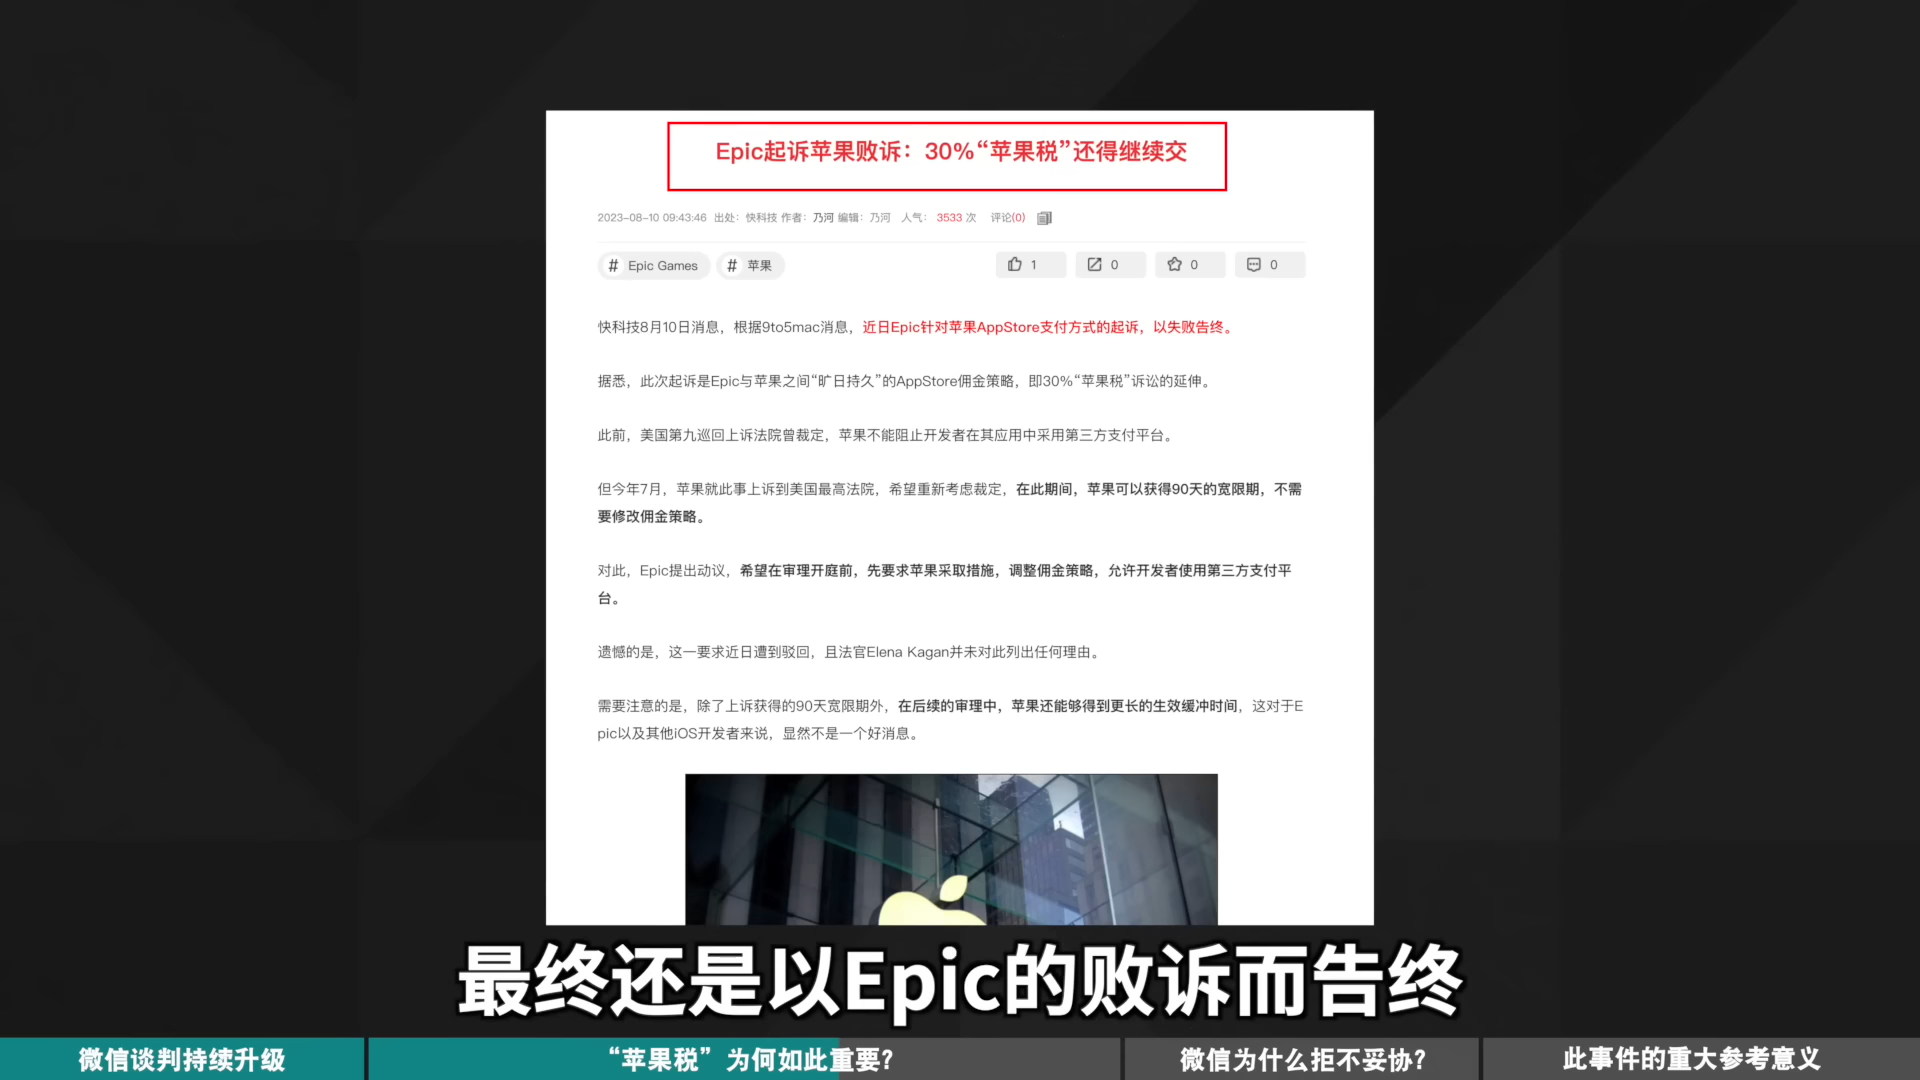 Epic起诉苹果败诉：30%“苹果税”还得继续交
2023-08-10 09:43:46 出处：快科技 作者：乃河 编辑：乃河 人气： 3533 次 评论(0)
# Epic Games # 苹果 1 0 0 0
快科技8月10日消息，根据9to5mac消息，近日Epic针对苹果AppStore支付方式的起诉，以失败告终。
据悉，此次起诉是Epic与苹果之间“旷日持久”的AppStore佣金策略，即30%“苹果税”诉讼的延伸。
此前，美国第九巡回上诉法院曾裁定，苹果不能阻止开发者在其应用中采用第三方支付平台。
但今年7月，苹果就此事上诉到美国最高法院，希望重新考虑裁定，在此期间，苹果可以获得90天的宽限期，不需
要修改佣金策略。
对此，Epic提出动议，希望在审理开庭前，先要求苹果采取措施，调整佣金策略，允许开发者使用第三方支付平
台。
遗憾的是，这一要求近日遭到驳回，且法官Elena Kagan并未对此列出任何理由。
需要注意的是，除了上诉获得的90天宽限期外，在后续的审理中，苹果还能够得到更长的生效缓冲时间，这对于E
pic以及其他iOS开发者来说，显然不是一个好消息。
最终还是以Epic的败诉而告终
微信谈判持续升级 “苹果税”为何如此重要？ 微信为什么拒不妥协？ 此事件的重大参考意义